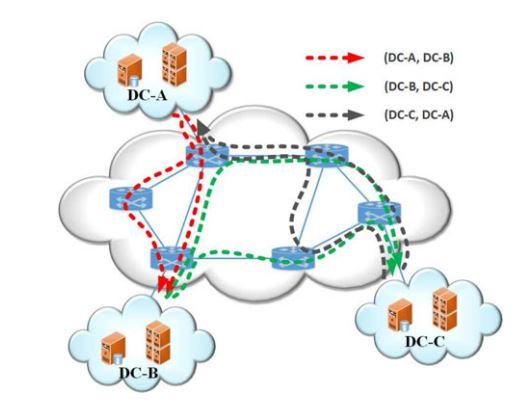 (DC-A, DC-B)
(DC-B, DC-C)
(DC-C, DC-A)
DC-A
DC-B
DC-C